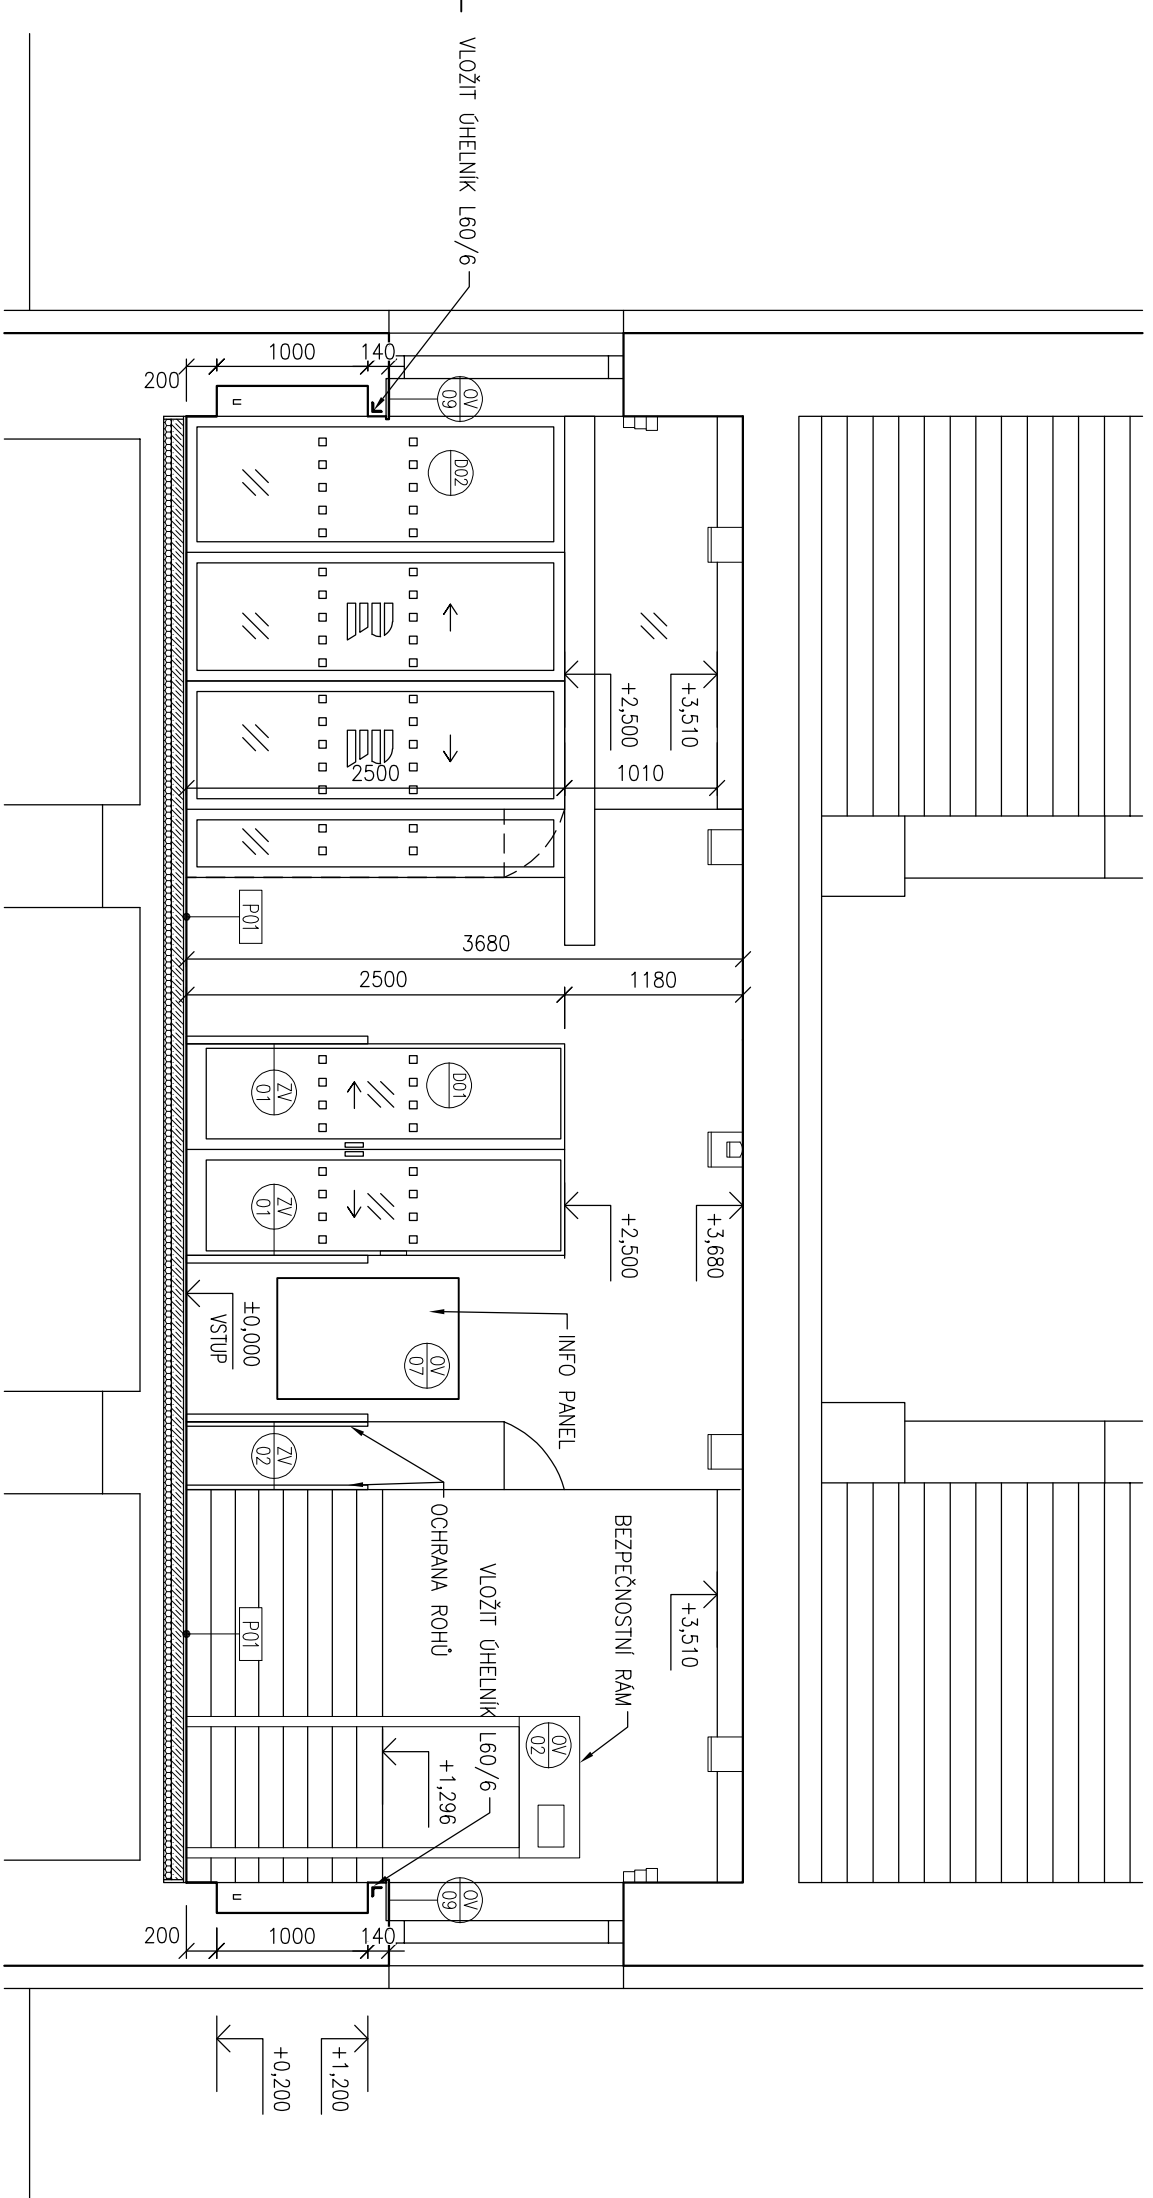 VLOŽIT ÚHELNÍK L60/6
200
1000
140
OV
09
D02
+2,500
+3,510
2500
1010
P01
3680
2500
1180
ZV
01
D01
ZV
01
+2,500
+3,680
±0,000
VSTUP
OV
07
INFO PANEL
ZV
02
OCHRANA ROHŮ
BEZPEČNOSTNÍ RÁM
+3,510
P01
VLOŽIT ÚHELNÍK L60/6
OV
02
+1,296
OV
09
200
1000
140
+0,200
+1,200